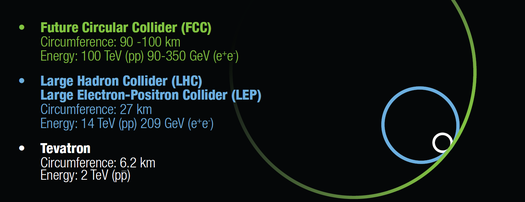 • Future Circular Collider (FCC)
Circumference: 90 -100 km
Energy: 100 TeV (pp) 90-350 GeV (e⁺e⁻)
• Large Hadron Collider (LHC)
Large Electron-Positron Collider (LEP)
Circumference: 27 km
Energy: 14 TeV (pp) 209 GeV (e⁺e⁻)
• Tevatron
Circumference: 6.2 km
Energy: 2 TeV (pp̅)